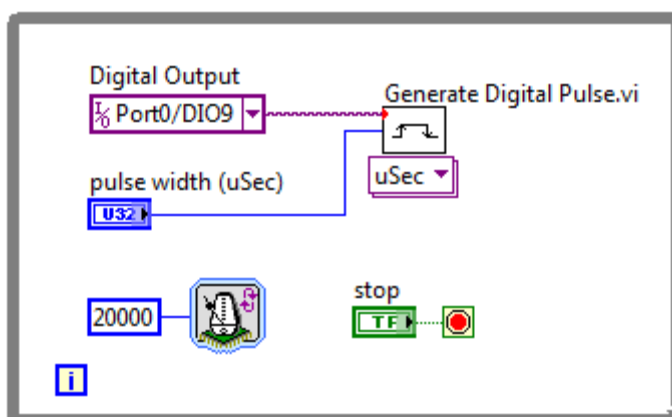 Digital Output
I/O Port0/DIO9
Generate Digital Pulse.vi
uSec
pulse width (uSec)
U32
20000
stop
TF
i